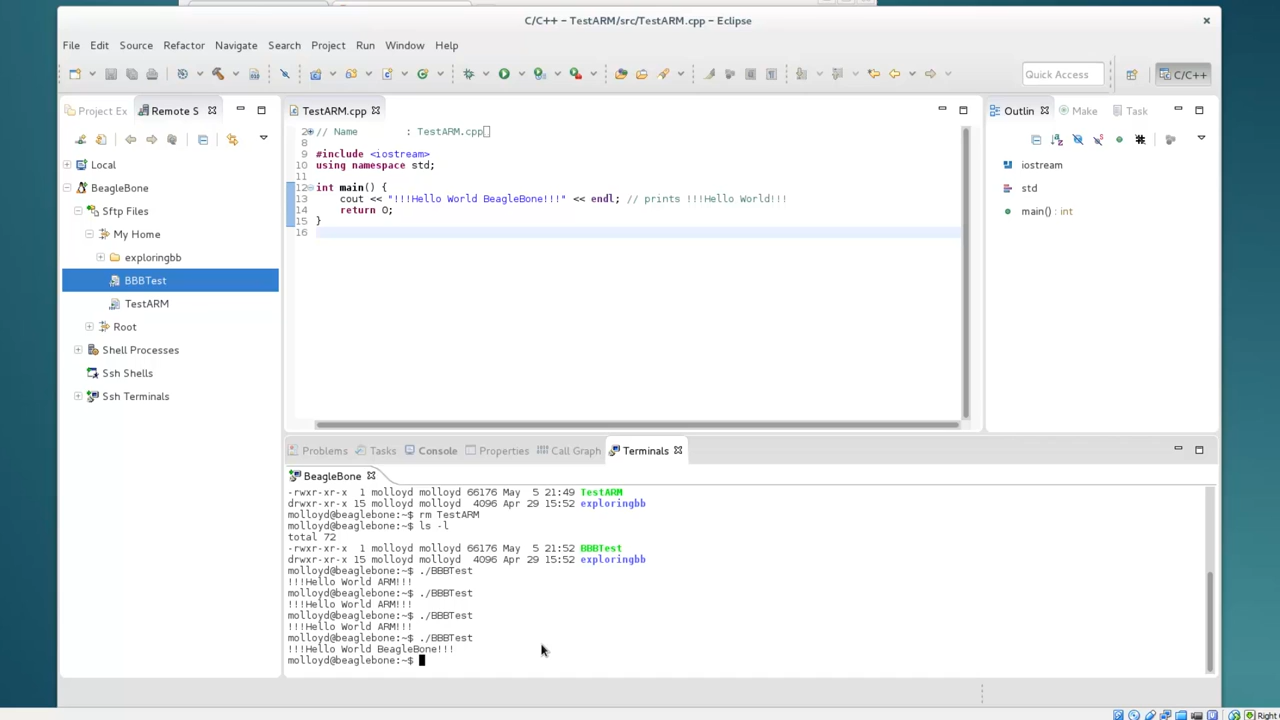 C/C++ – TestARM/src/TestARM.cpp – Eclipse
File Edit Source Refactor Navigate Search Project Run Window Help
Quick Access
C/C++
Project Ex
Remote S
TestARM.cpp
Outlin
Make
Task
Local
BeagleBone
Sftp Files
My Home
exploringbb
BBBTest
TestARM
Root
Shell Processes
Ssh Shells
Ssh Terminals
2 // Name : TestARM.cpp
8
9 #include <iostream>
10 using namespace std;
11
12 int main() {
13 cout << "!!!Hello World BeagleBone!!!" << endl; // prints !!!Hello World!!!
14 return 0;
15 }
16
iostream
std
main() : int
Problems Tasks Console Properties Call Graph Terminals
BeagleBone
-rwxr-xr-x 1 molloyd molloyd 66176 May 5 21:49 TestARM
drwxr-xr-x 15 molloyd molloyd 4096 Apr 29 15:52 exploringbb
molloyd@beaglebone:~$ rm TestARM
molloyd@beaglebone:~$ ls -l
total 72
-rwxr-xr-x 1 molloyd molloyd 66176 May 5 21:52 BBBTest
drwxr-xr-x 15 molloyd molloyd 4096 Apr 29 15:52 exploringbb
molloyd@beaglebone:~$ ./BBBTest
!!!Hello World ARM!!!
molloyd@beaglebone:~$ ./BBBTest
!!!Hello World ARM!!!
molloyd@beaglebone:~$ ./BBBTest
!!!Hello World ARM!!!
molloyd@beaglebone:~$ ./BBBTest
!!!Hello World BeagleBone!!!
molloyd@beaglebone:~$
Right